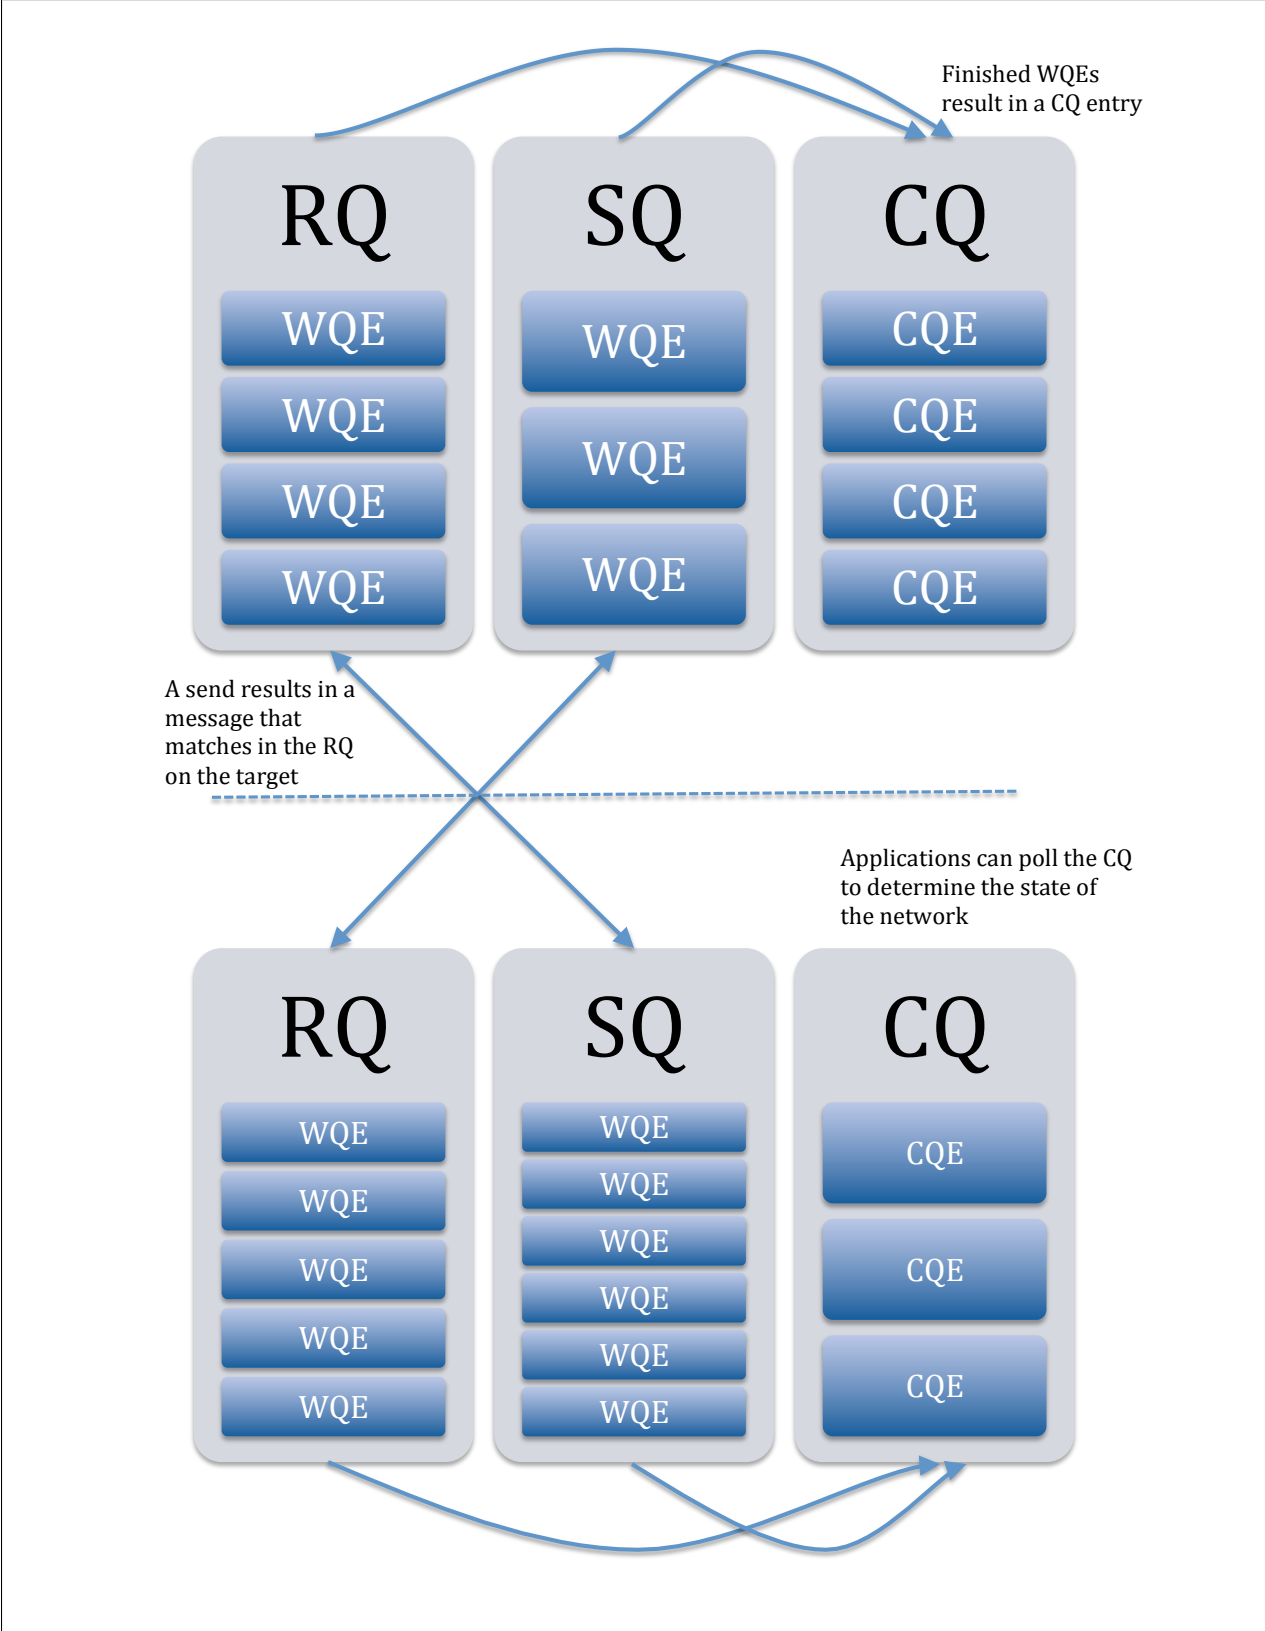 Finished WQEs
result in a CQ entry
RQ
WQE
WQE
WQE
WQE
SQ
WQE
WQE
WQE
CQ
CQE
CQE
CQE
CQE
A send results in a
message that
matches in the RQ
on the target
Applications can poll the CQ
to determine the state of
the network
RQ
WQE
WQE
WQE
WQE
WQE
SQ
WQE
WQE
WQE
WQE
WQE
WQE
CQ
CQE
CQE
CQE